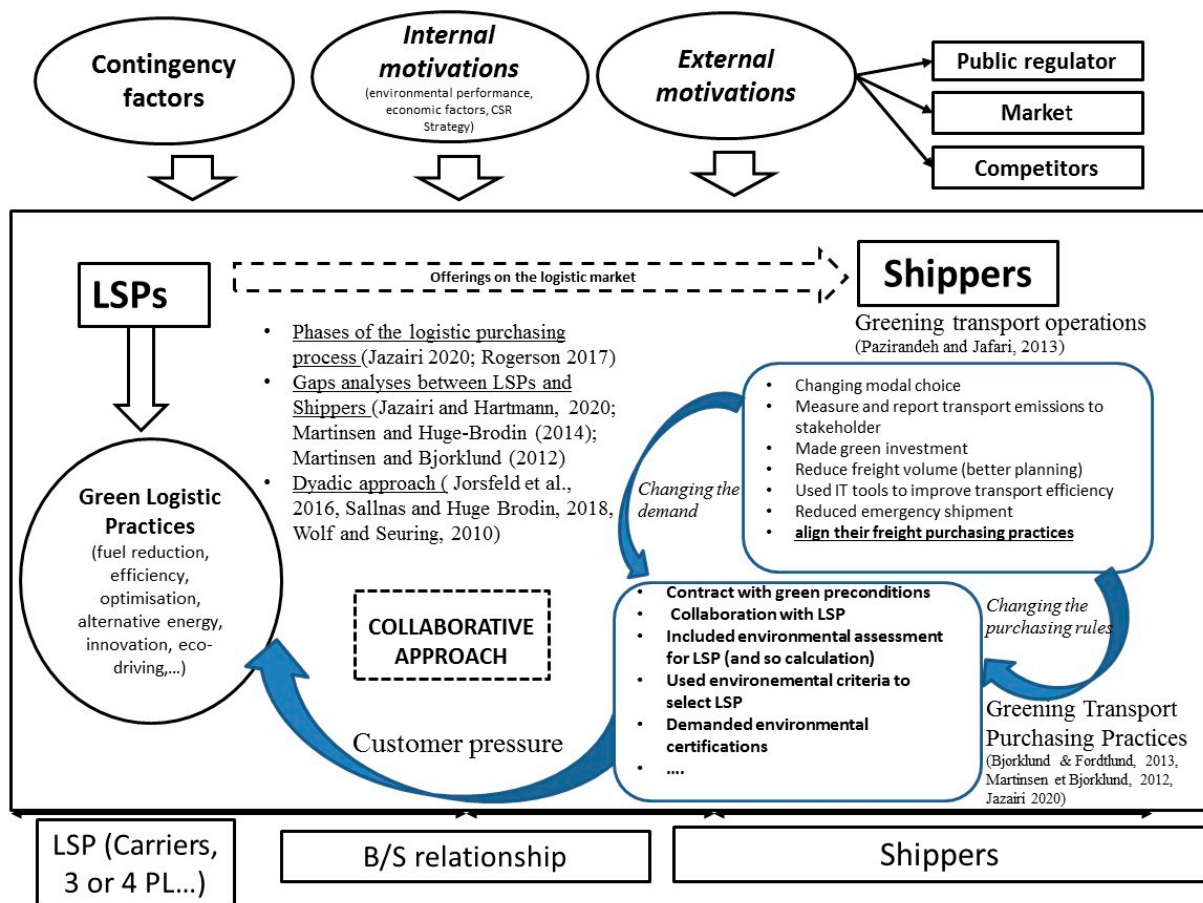 Contingency
factors
Internal
motivations
(environmental performance,
economic factors, CSR
Strategy)
External
motivations
Public regulator
Market
Competitors
LSPs
Offerings on the logistic market
Shippers
Greening transport operations
(Pazirandeh and Jafari, 2013)
• Phases of the logistic purchasing
process (Jazairi 2020; Rogerson 2017)
• Gaps analyses between LSPs and
Shippers (Jazairi and Hartmann, 2020;
Martinsen and Huge-Brodin (2014);
Martinsen and Bjorklund (2012)
• Dyadic approach ( Jorsfeld et al.,
2016, Sallnas and Huge Brodin, 2018,
Wolf and Seuring, 2010)
• Changing modal choice
• Measure and report transport emissions to
stakeholder
• Made green investment
• Reduce freight volume (better planning)
• Used IT tools to improve transport efficiency
• Reduced emergency shipment
• align their freight purchasing practices
Changing the
demand
Green Logistic
Practices
(fuel reduction,
efficiency,
optimisation,
alternative energy,
innovation, eco-
driving,...)
COLLABORATIVE
APPROACH
• Contract with green preconditions
• Collaboration with LSP
• Included environmental assessment
for LSP (and so calculation)
• Used environemental criteria to
select LSP
• Demanded environmental
certifications
• ....
Changing the
purchasing rules
Customer pressure
Greening Transport
Purchasing Practices
(Bjorklund & Fordtlund, 2013,
Martinsen et Bjorklund, 2012,
Jazairi 2020)
LSP (Carriers,
3 or 4 PL...)
B/S relationship
Shippers